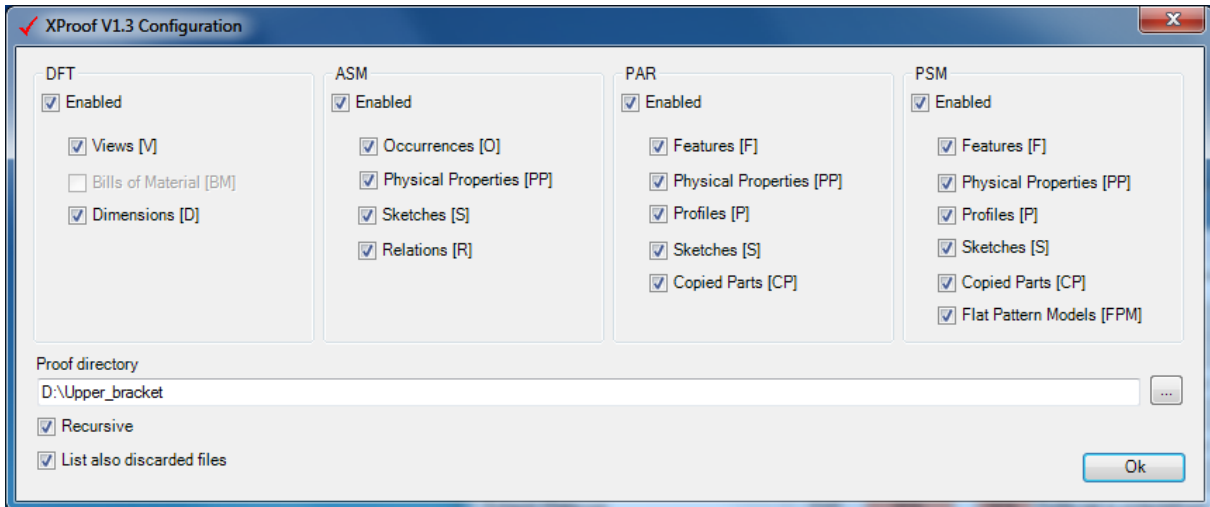 XProof V1.3 Configuration
x
DFT
Enabled
Views [V]
Bills of Material [BM]
Dimensions [D]
ASM
Enabled
Occurrences [O]
Physical Properties [PP]
Sketches [S]
Relations [R]
PAR
Enabled
Features [F]
Physical Properties [PP]
Profiles [P]
Sketches [S]
Copied Parts [CP]
PSM
Enabled
Features [F]
Physical Properties [PP]
Profiles [P]
Sketches [S]
Copied Parts [CP]
Flat Pattern Models [FPM]
Proof directory
D:\Upper_bracket
...
Recursive
List also discarded files
Ok